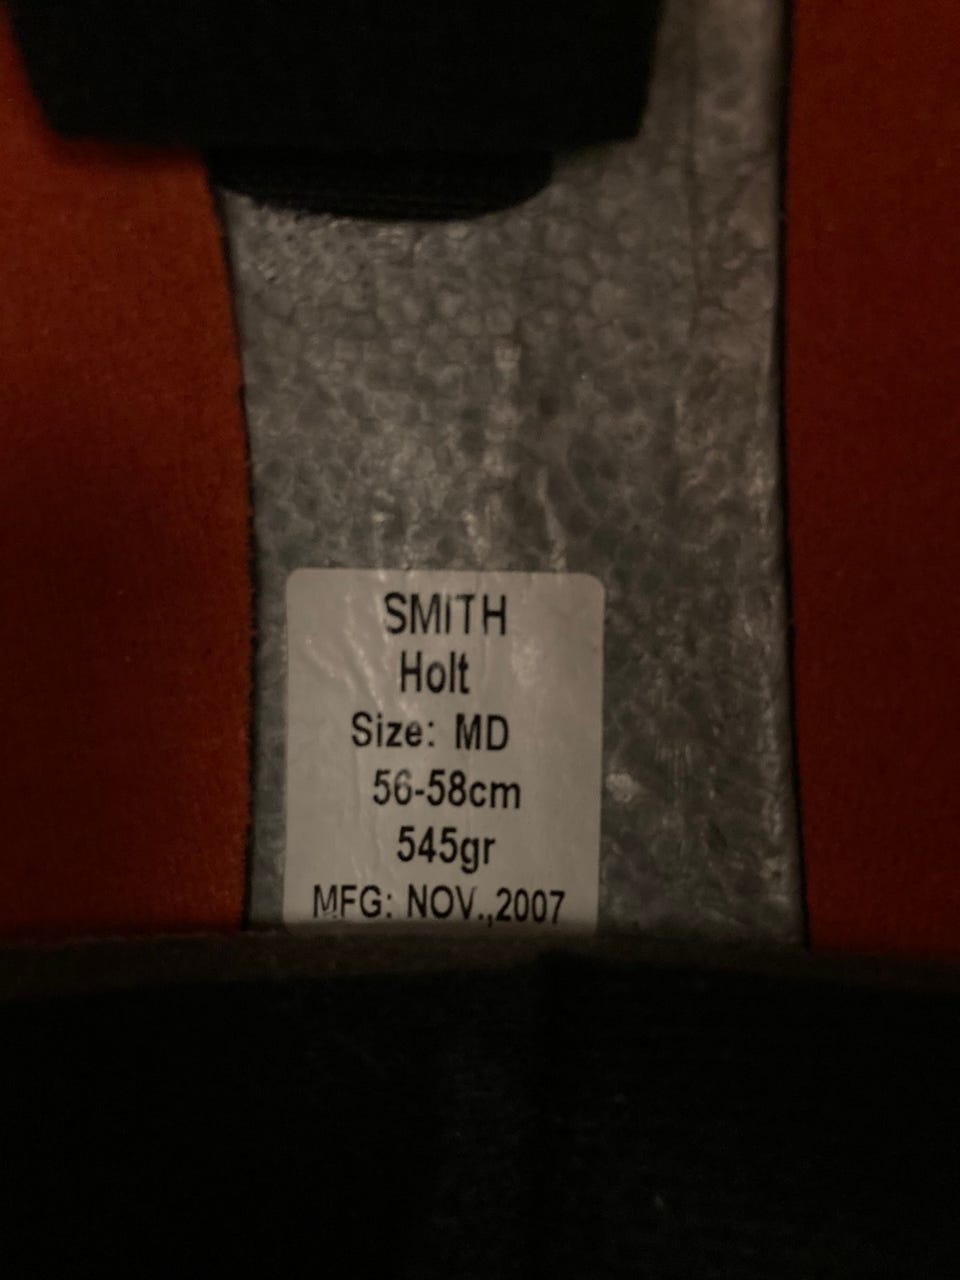 SMITH
Holt
Size: MD
56-58cm
545gr
MFG: NOV.,2007